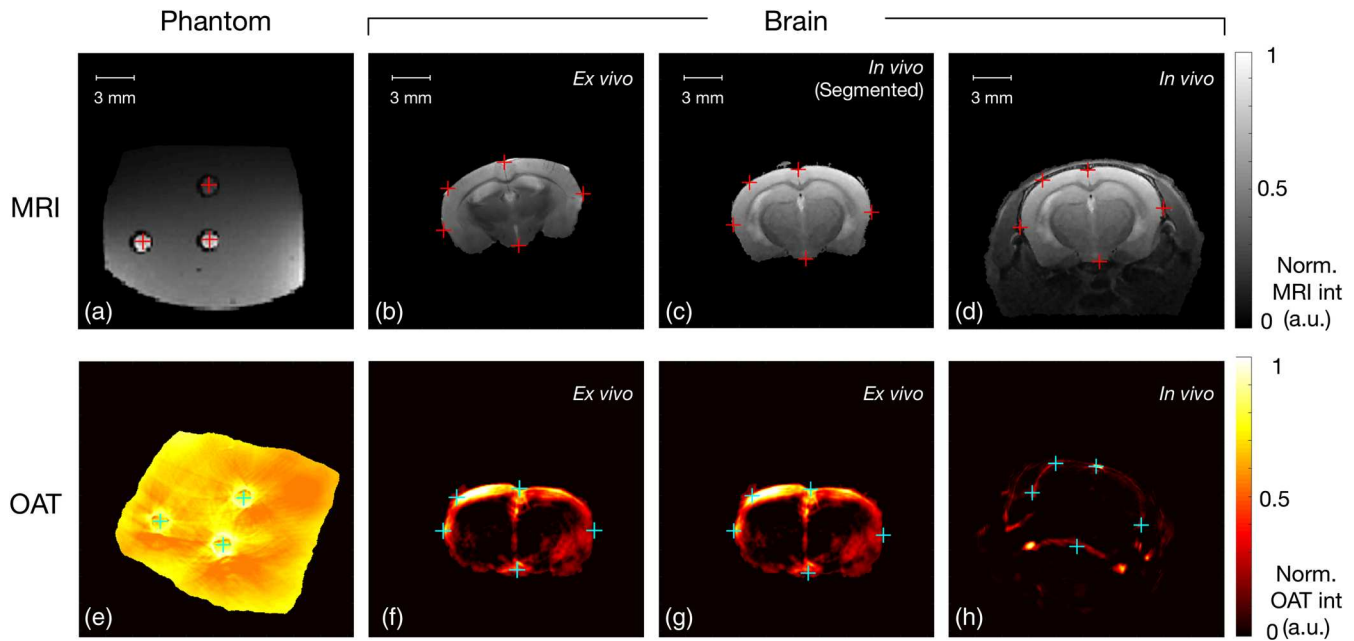 Phantom
Brain
MRI
3 mm
(a)
3 mm
Ex vivo
(b)
3 mm
In vivo
(Segmented)
(c)
3 mm
In vivo
(d)
1
0.5
Norm.
MRI int
0 (a.u.)
OAT
(e)
Ex vivo
(f)
Ex vivo
(g)
In vivo
(h)
1
0.5
Norm.
OAT int
0 (a.u.)